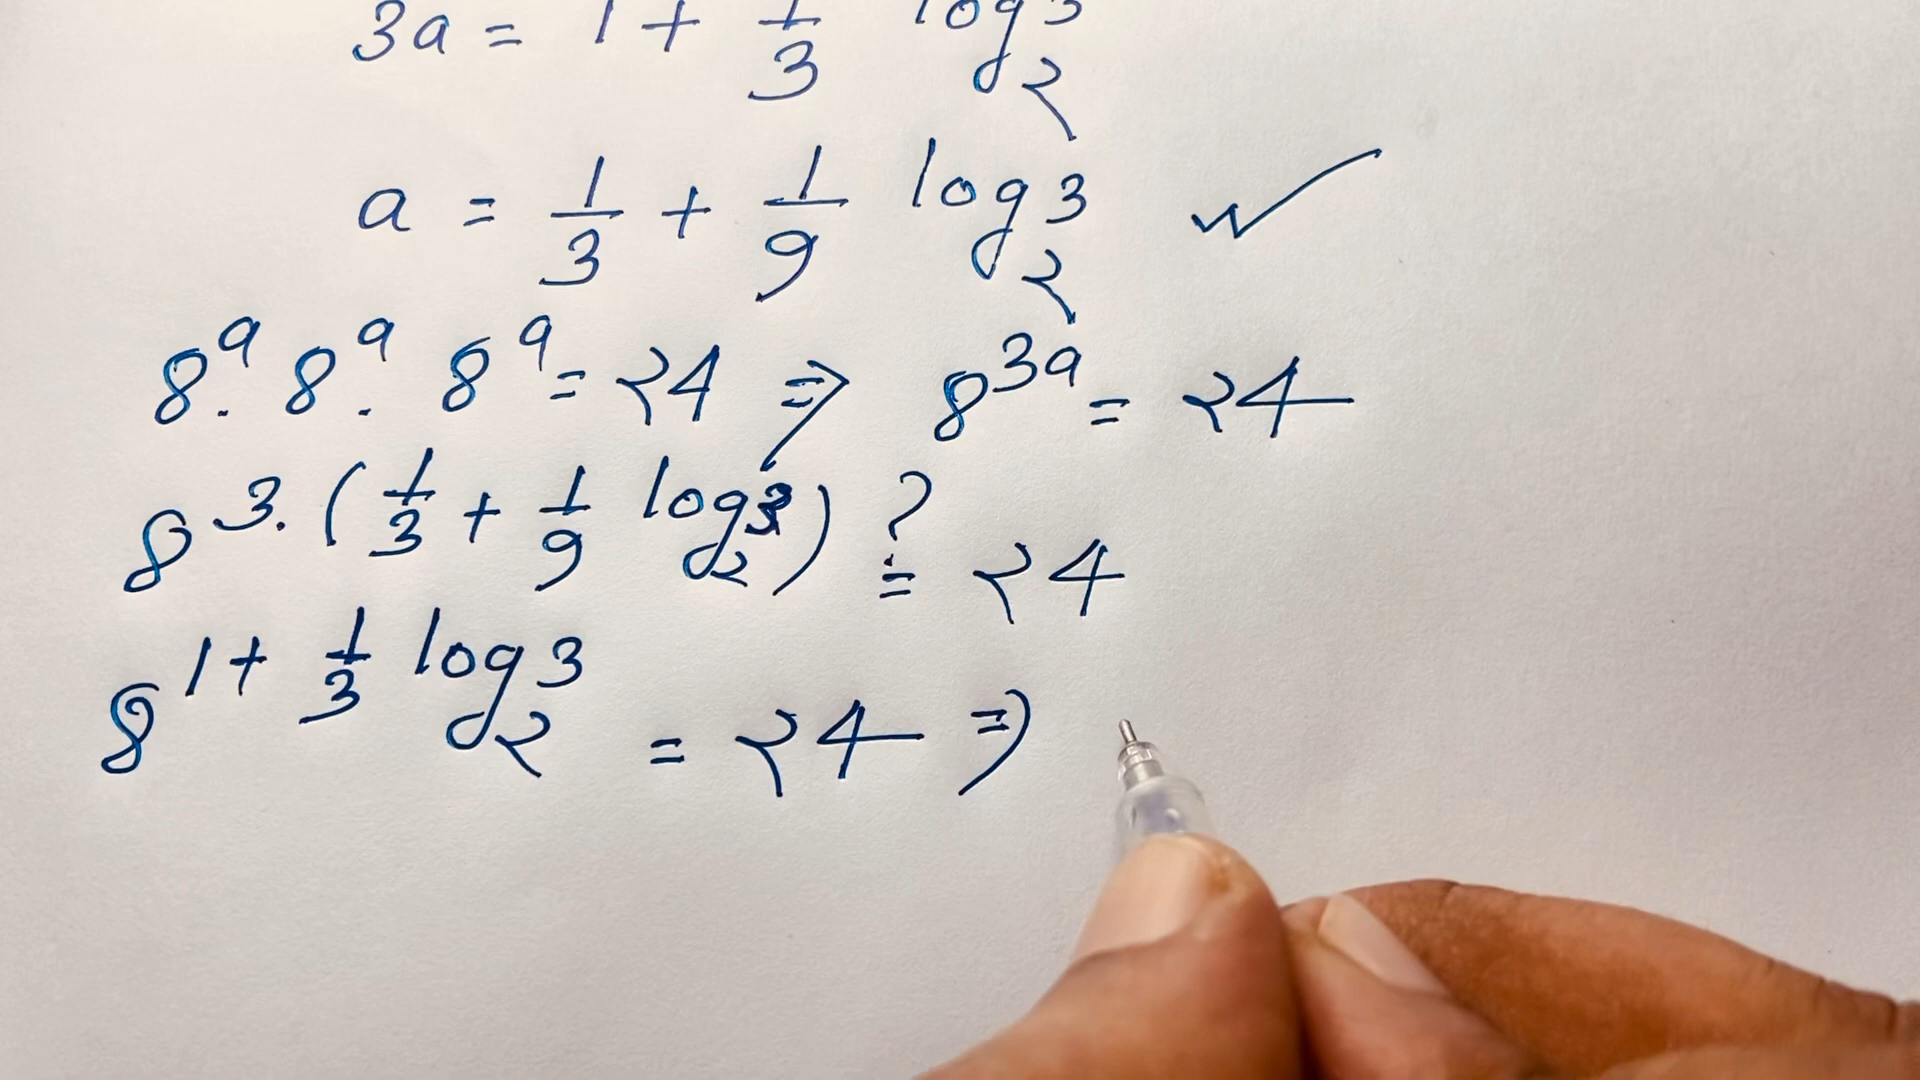 3a = 1 + 1/3 log₂3
a = 1/3 + 1/9 log₂3 ✓
8^a . 8^a . 8^a = 24 ⇒ 8^3a = 24
8^3.(1/3 + 1/9 log₂3) ?= 24
8^1+1/3 log₂3 = 24 ⇒